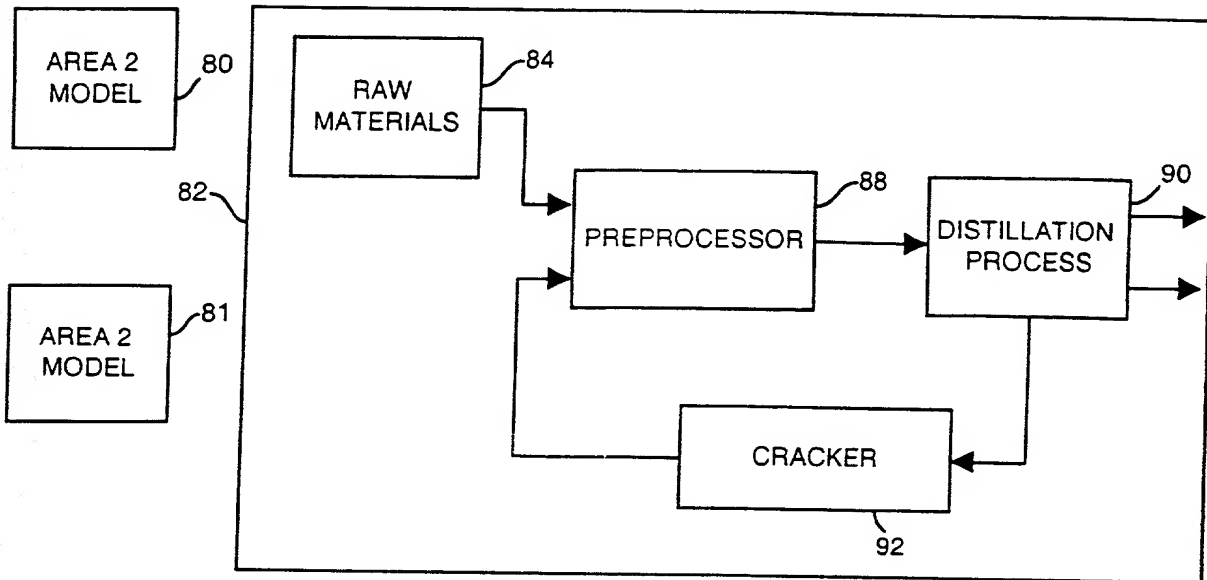 AREA 2
MODEL
80
RAW
MATERIALS
84
82
PREPROCESSOR
88
DISTILLATION
PROCESS
90
AREA 2
MODEL
81
CRACKER
92